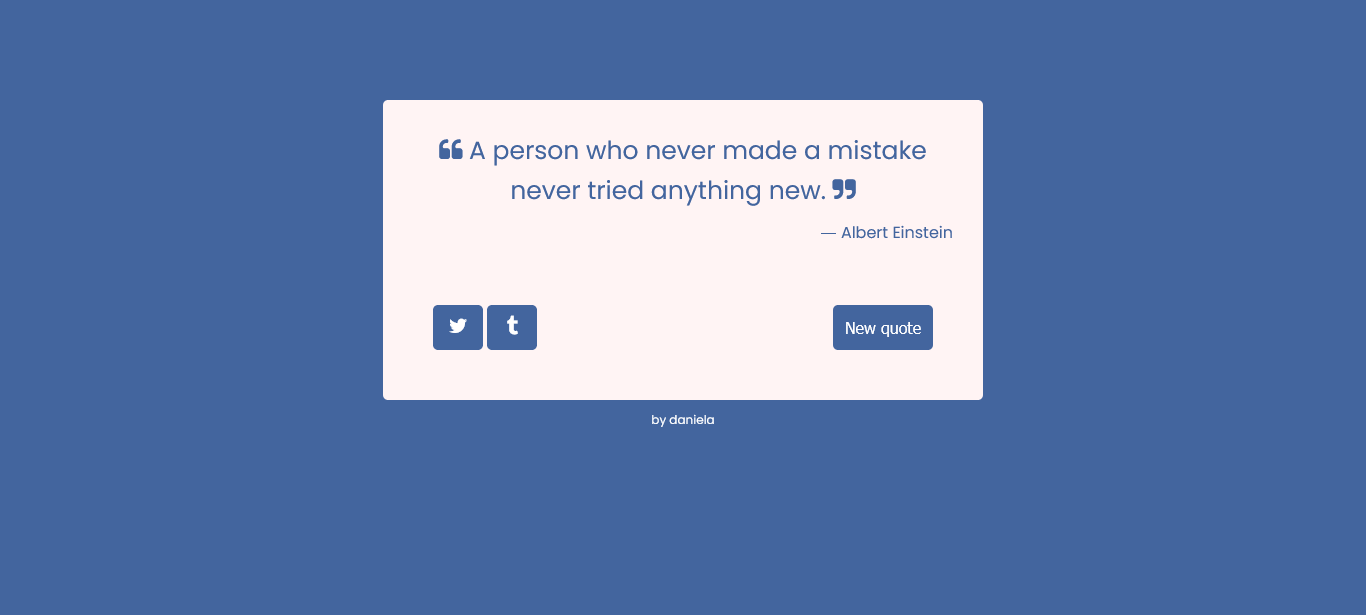 ❝ A person who never made a mistake
never tried anything new. ❞
— Albert Einstein
New quote
by daniela